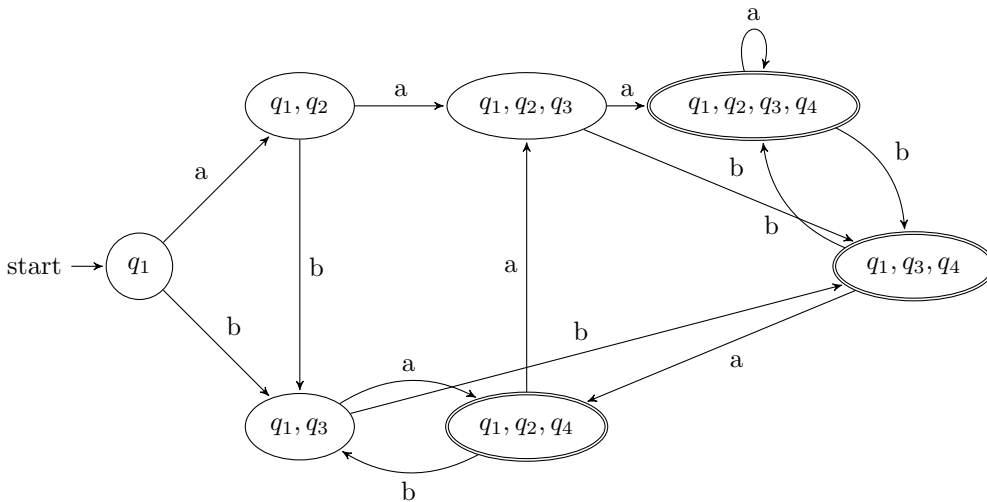 a
q₁, q₂
a
q₁, q₂, q₃
a
q₁, q₂, q₃, q₄
a
b
b
b
start
q₁
b
a
q₁, q₃, q₄
b
b
a
a
q₁, q₃
q₁, q₂, q₄
b